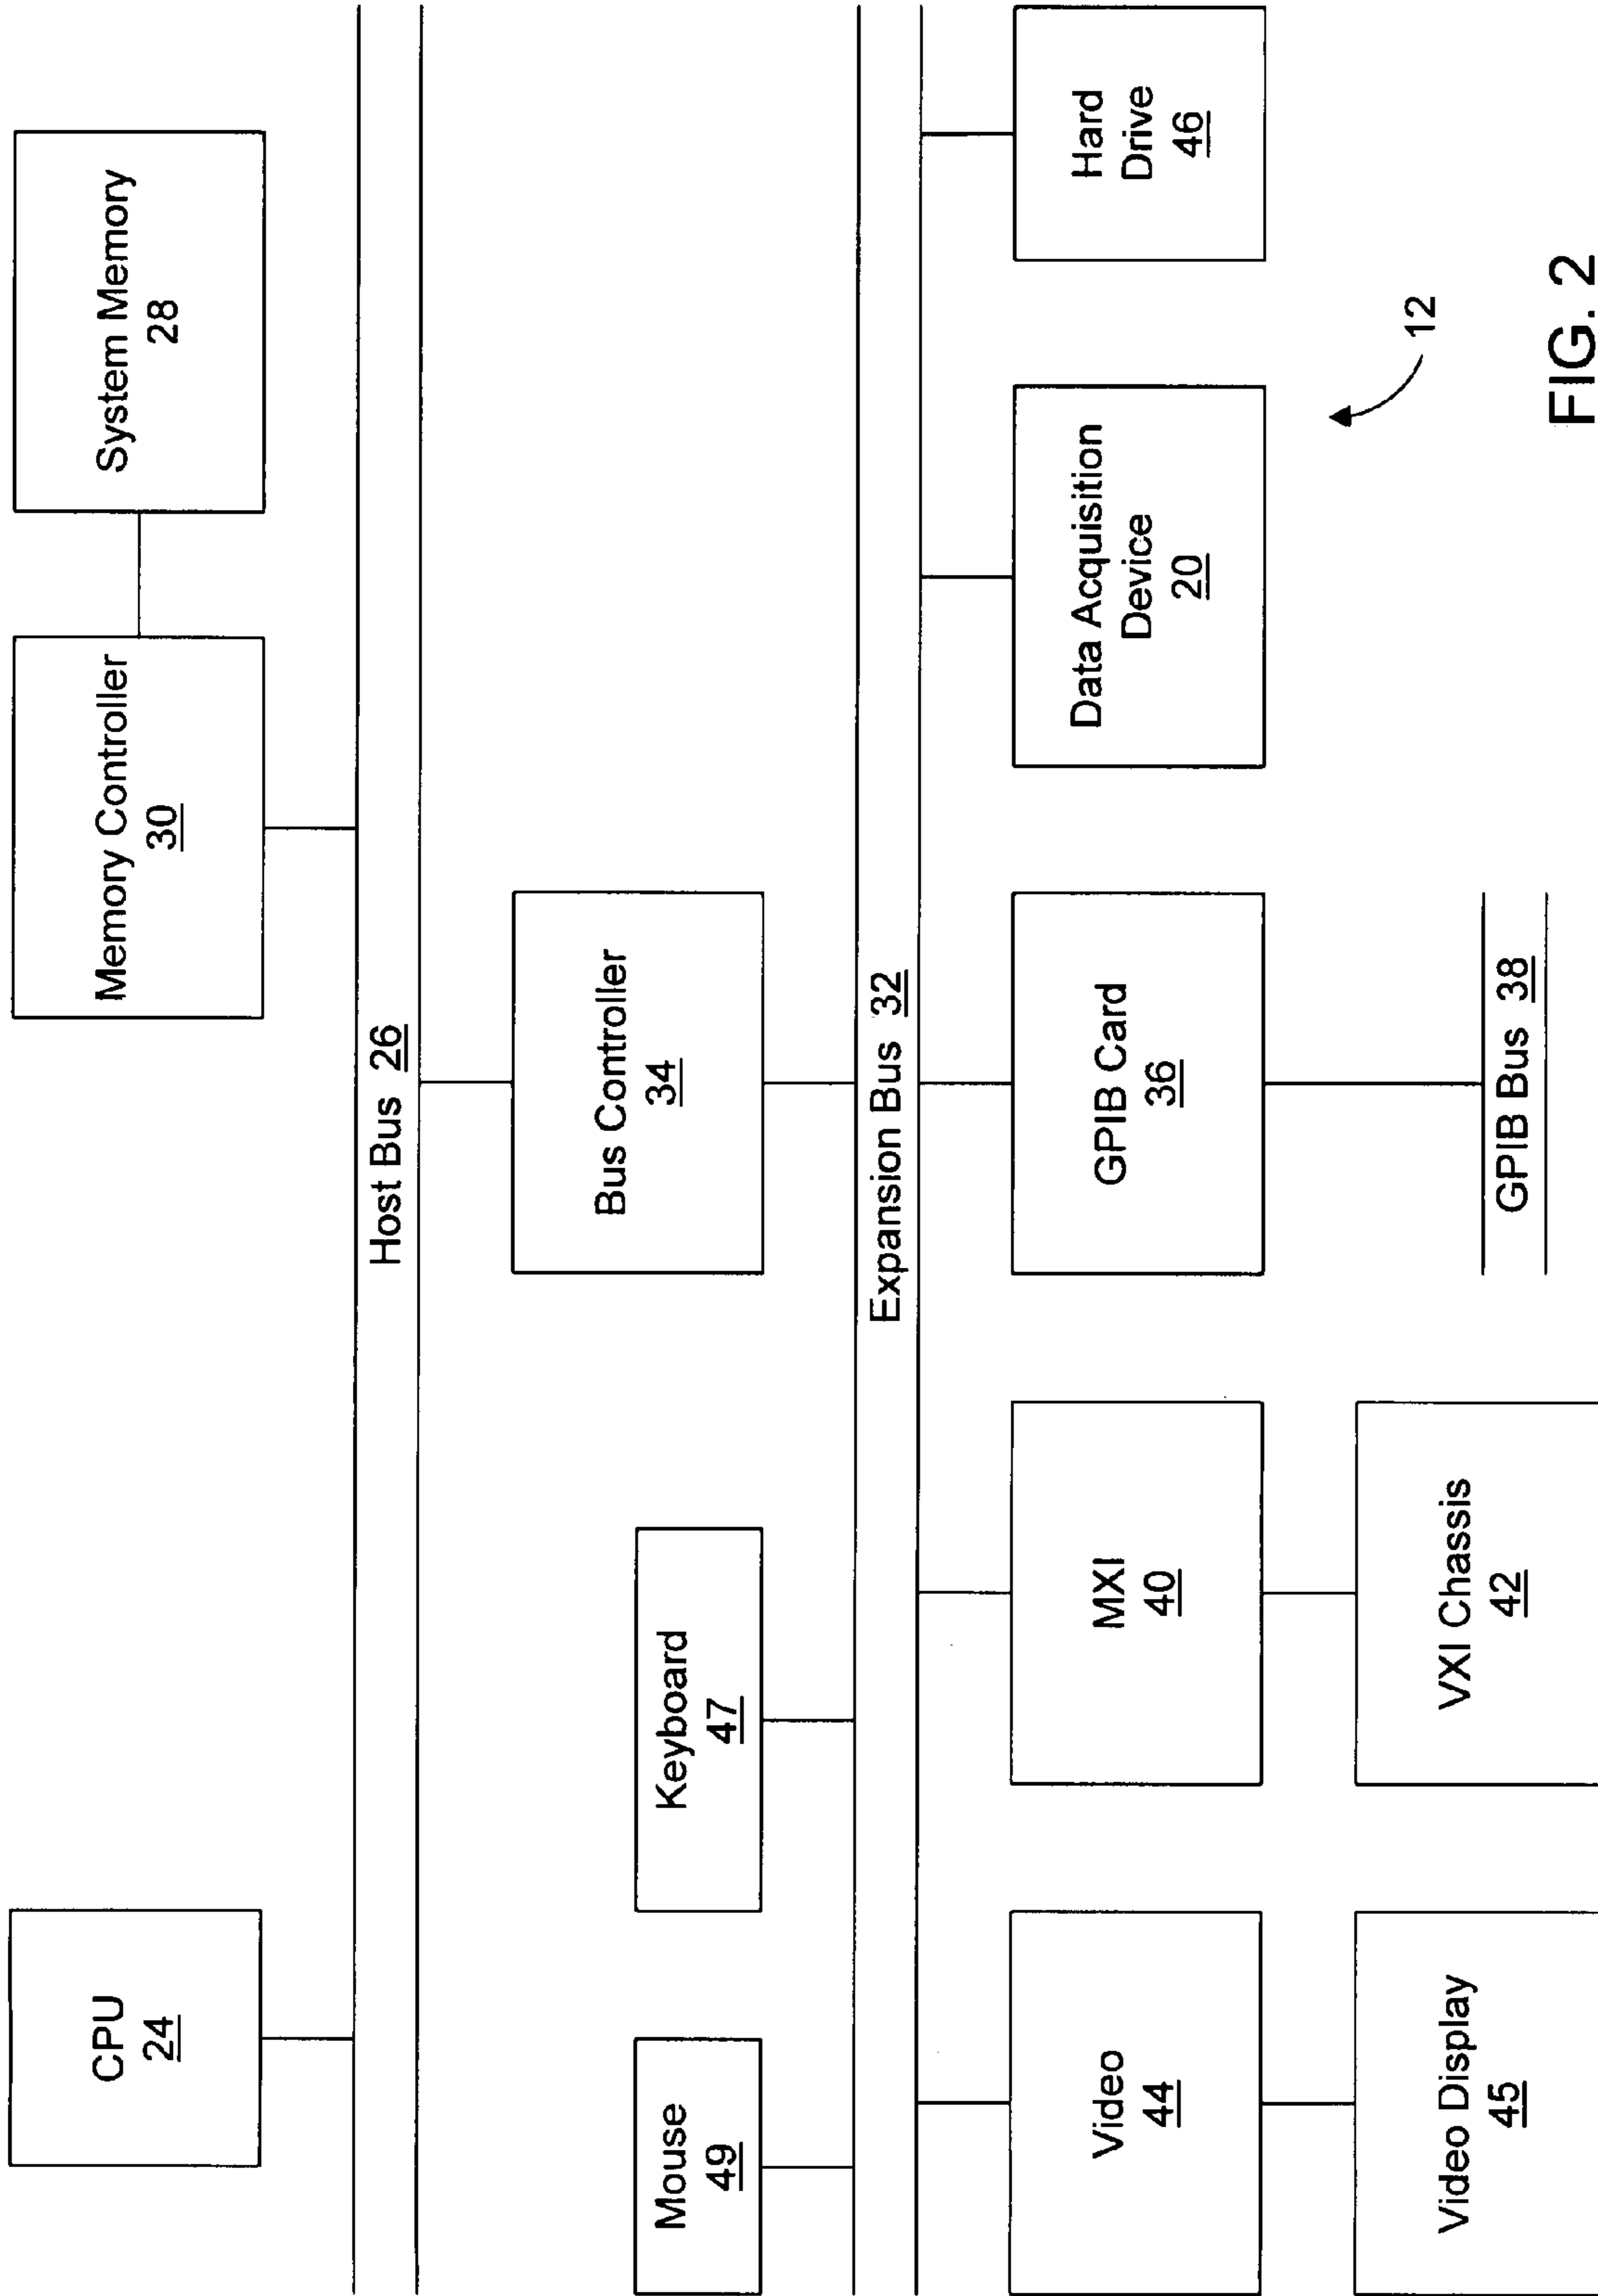 CPU
24
Memory Controller
30
System Memory
28
Host Bus 26
Bus Controller
34
Mouse
49
Keyboard
47
Expansion Bus 32
Video
44
MXI
40
GPIB Card
36
Data Acquisition
Device
20
Hard
Drive
46
Video Display
45
VXI Chassis
42
GPIB Bus 38
12
FIG. 2